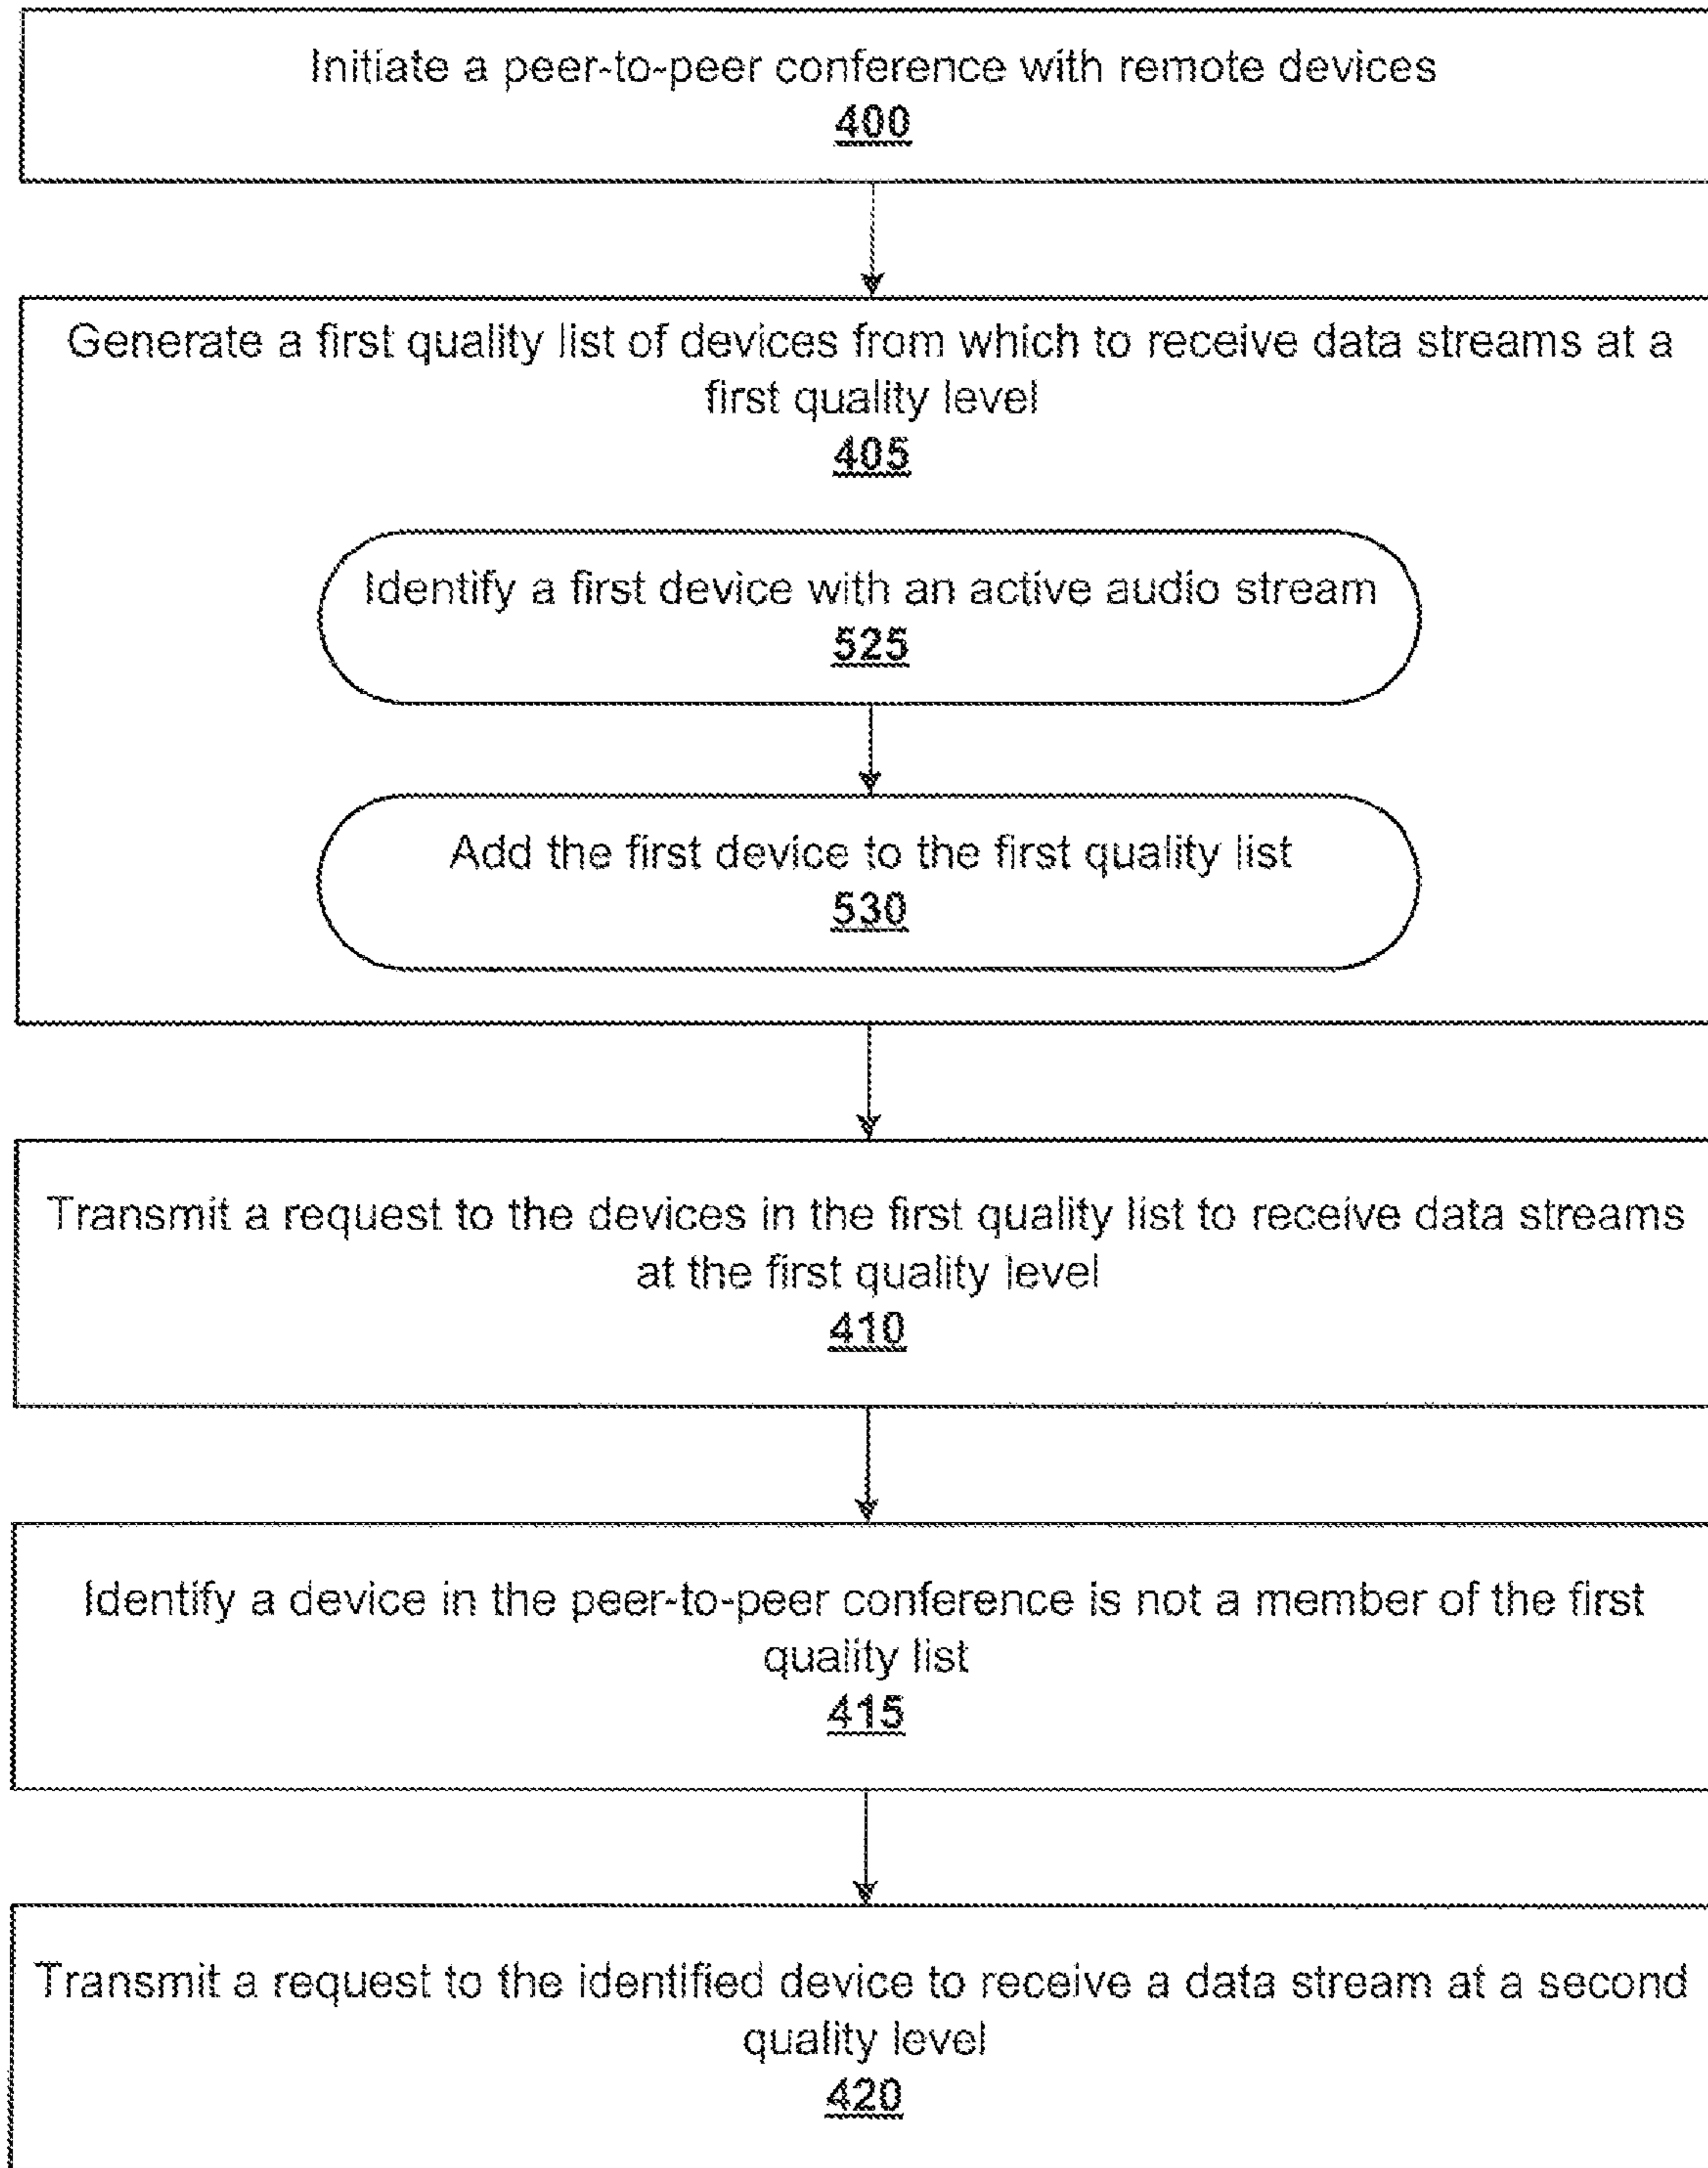 Initiate a peer-to-peer conference with remote devices
400
Generate a first quality list of devices from which to receive data streams at a
first quality level
405
Identify a first device with an active audio stream
525
Add the first device to the first quality list
530
Transmit a request to the devices in the first quality list to receive data streams
at the first quality level
410
Identify a device in the peer-to-peer conference is not a member of the first
quality list
415
Transmit a request to the identified device to receive a data stream at a second
quality level
420